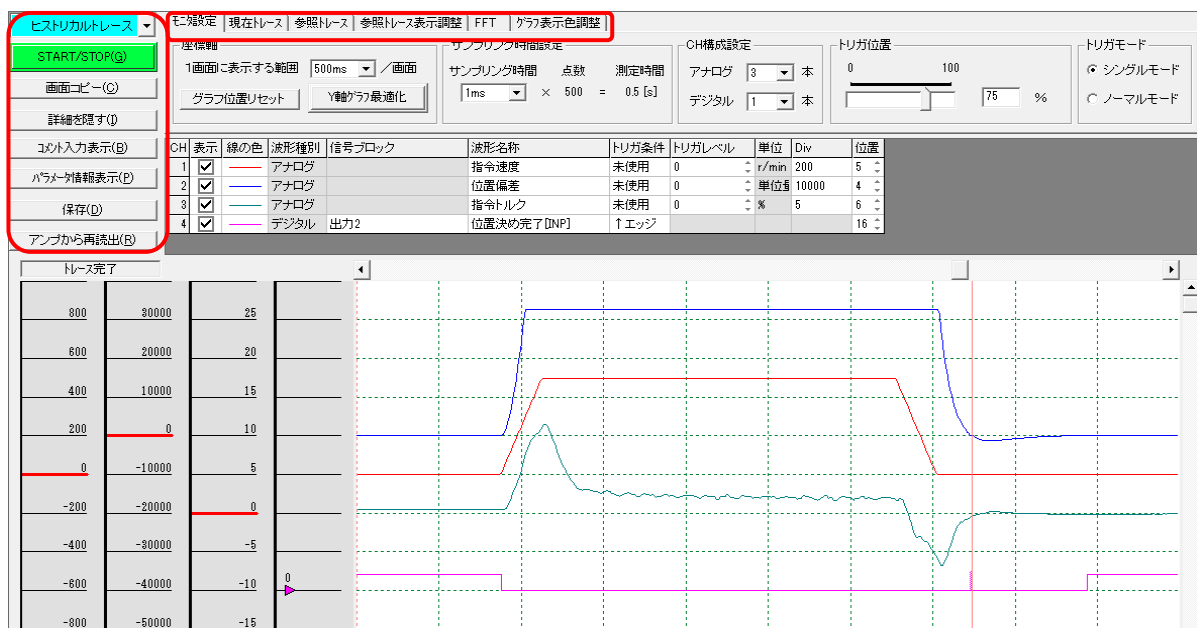 ヒストリカルトレース
START/STOP(G)
画面コピー(C)
詳細を隠す(I)
コメント入力表示(B)
パラメータ情報表示(P)
保存(D)
アンプから再読出(R)
モニタ設定 現在トレース 参照トレース 参照トレース表示調整 FFT グラフ表示色調整
座標軸
1画面に表示する範囲 500ms /画面
グラフ位置リセット Y軸グラフ最適化
サンプリング時間設定
サンプリング時間 点数 測定時間
1ms × 500 = 0.5 [s]
CH構成設定
アナログ 3 本
デジタル 1 本
トリガ位置
0 100
75 %
トリガモード
シングルモード
ノーマルモード
CH 表示 線の色 波形種別 信号ブロック 波形名称 トリガ条件 トリガレベル 単位 Div 位置
1 アナログ 指令速度 未使用 0 r/min 200 5
2 アナログ 位置偏差 未使用 0 単位量 10000 4
3 アナログ 指令トルク 未使用 0 % 5 6
4 デジタル 出力2 位置決め完了[INP] ↑エッジ 16
トレース完了
800 30000 25
600 20000 20
400 10000 15
200 0 10
0 -10000 5
-200 -20000 0
-400 -30000 -5
-600 -40000 -10 0
-800 -50000 -15